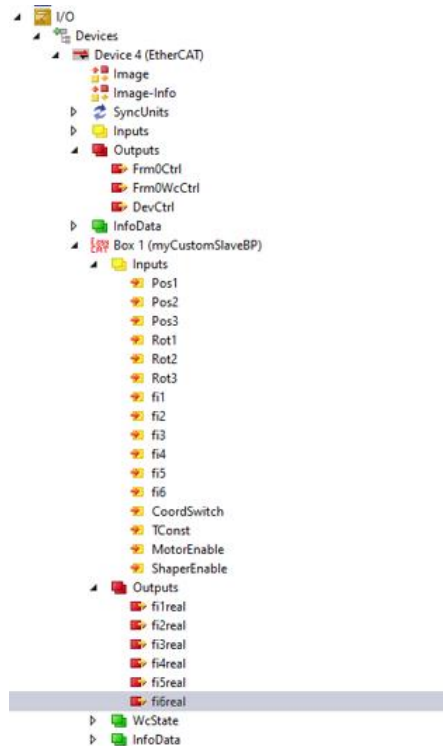 I/O
Devices
Device 4 (EtherCAT)
Image
Image-Info
SyncUnits
Inputs
Outputs
Frm0Ctrl
Frm0WcCtrl
DevCtrl
InfoData
Easy CAT Box 1 (myCustomSlaveBP)
Inputs
Pos1
Pos2
Pos3
Rot1
Rot2
Rot3
fi1
fi2
fi3
fi4
fi5
fi6
CoordSwitch
TConst
MotorEnable
ShaperEnable
Outputs
fi1real
fi2real
fi3real
fi4real
fi5real
fi6real
WcState
InfoData